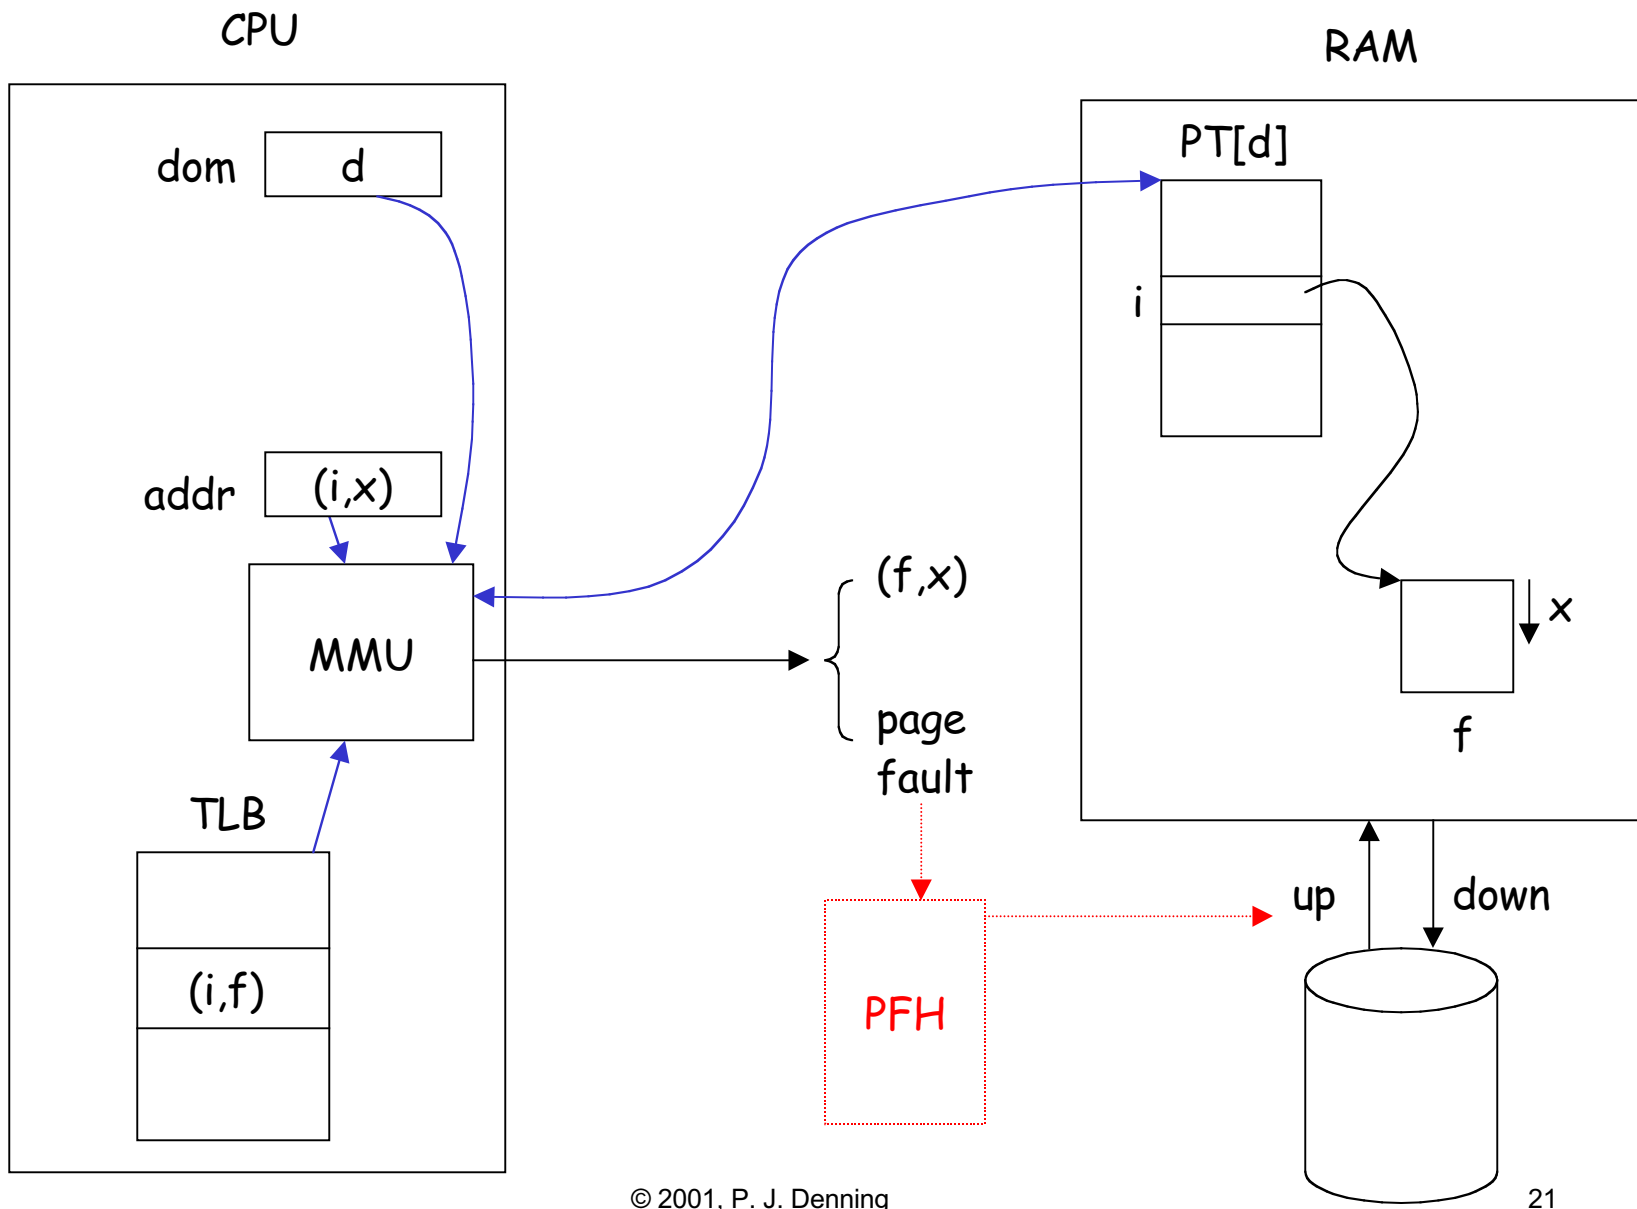 CPU
RAM
dom
d
PT[d]
i
addr
(i,x)
(f,x)
x
MMU
page
fault
f
TLB
up
down
(i,f)
PFH
© 2001, P. J. Denning
21